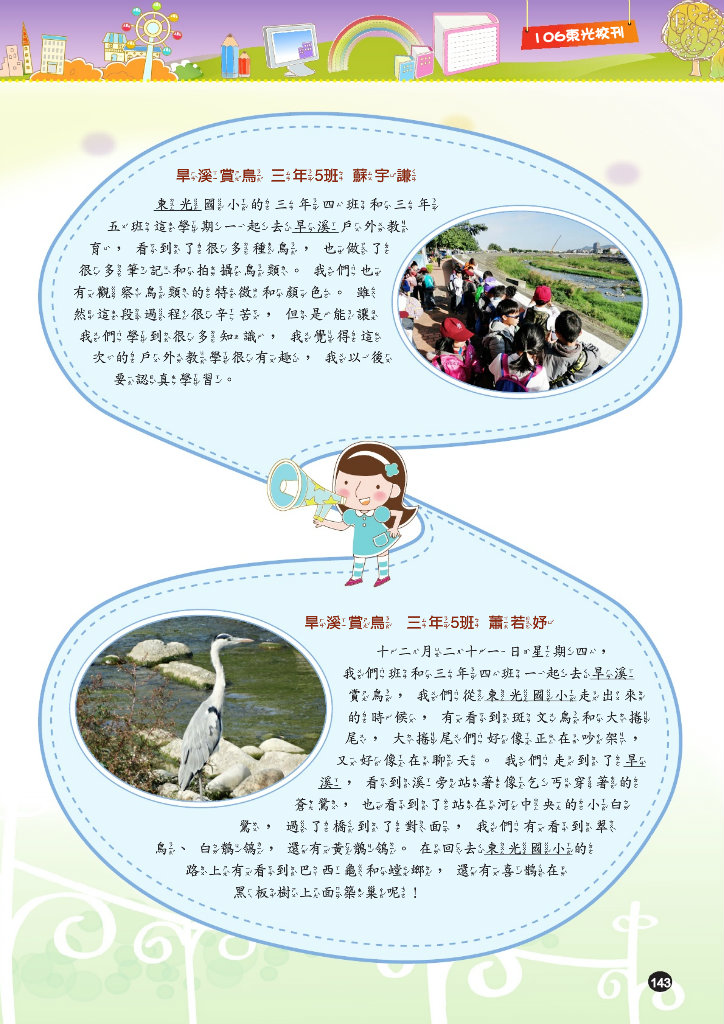 106東光校刊
旱溪賞鳥 三年5班 蘇宇謙
東光國小的三年四班和三年
五班這學期一起去旱溪戶外教
育，看到了很多種鳥，也做了
很多筆記和拍攝鳥類。我們也
有觀察鳥類的特徵和顏色。雖
然這段過程很辛苦，但是能讓
我們學到很多知識，我覺得這
次的戶外教學很有趣，我以後
要認真學習。
旱溪賞鳥 三年5班 蕭若妤
十二月二十一日星期四，
我們班和三年四班一起去旱溪
賞鳥，我們從東光國小走出來
的時候，有看到斑文鳥和大捲
尾，大捲尾們好像正在吵架，
又好像在聊天。我們走到了旱
溪，看到溪旁站著像乞丐穿著的
蒼鷺，也看到了站在河中央的小白
鷺，過了橋到了對面，我們有看到翠
鳥、白鶺鴒，還有黃鶺鴒。在回去東光國小的
路上有看到巴西龜和螳螂，還有喜鵲在
黑板樹上面築巢呢！
143